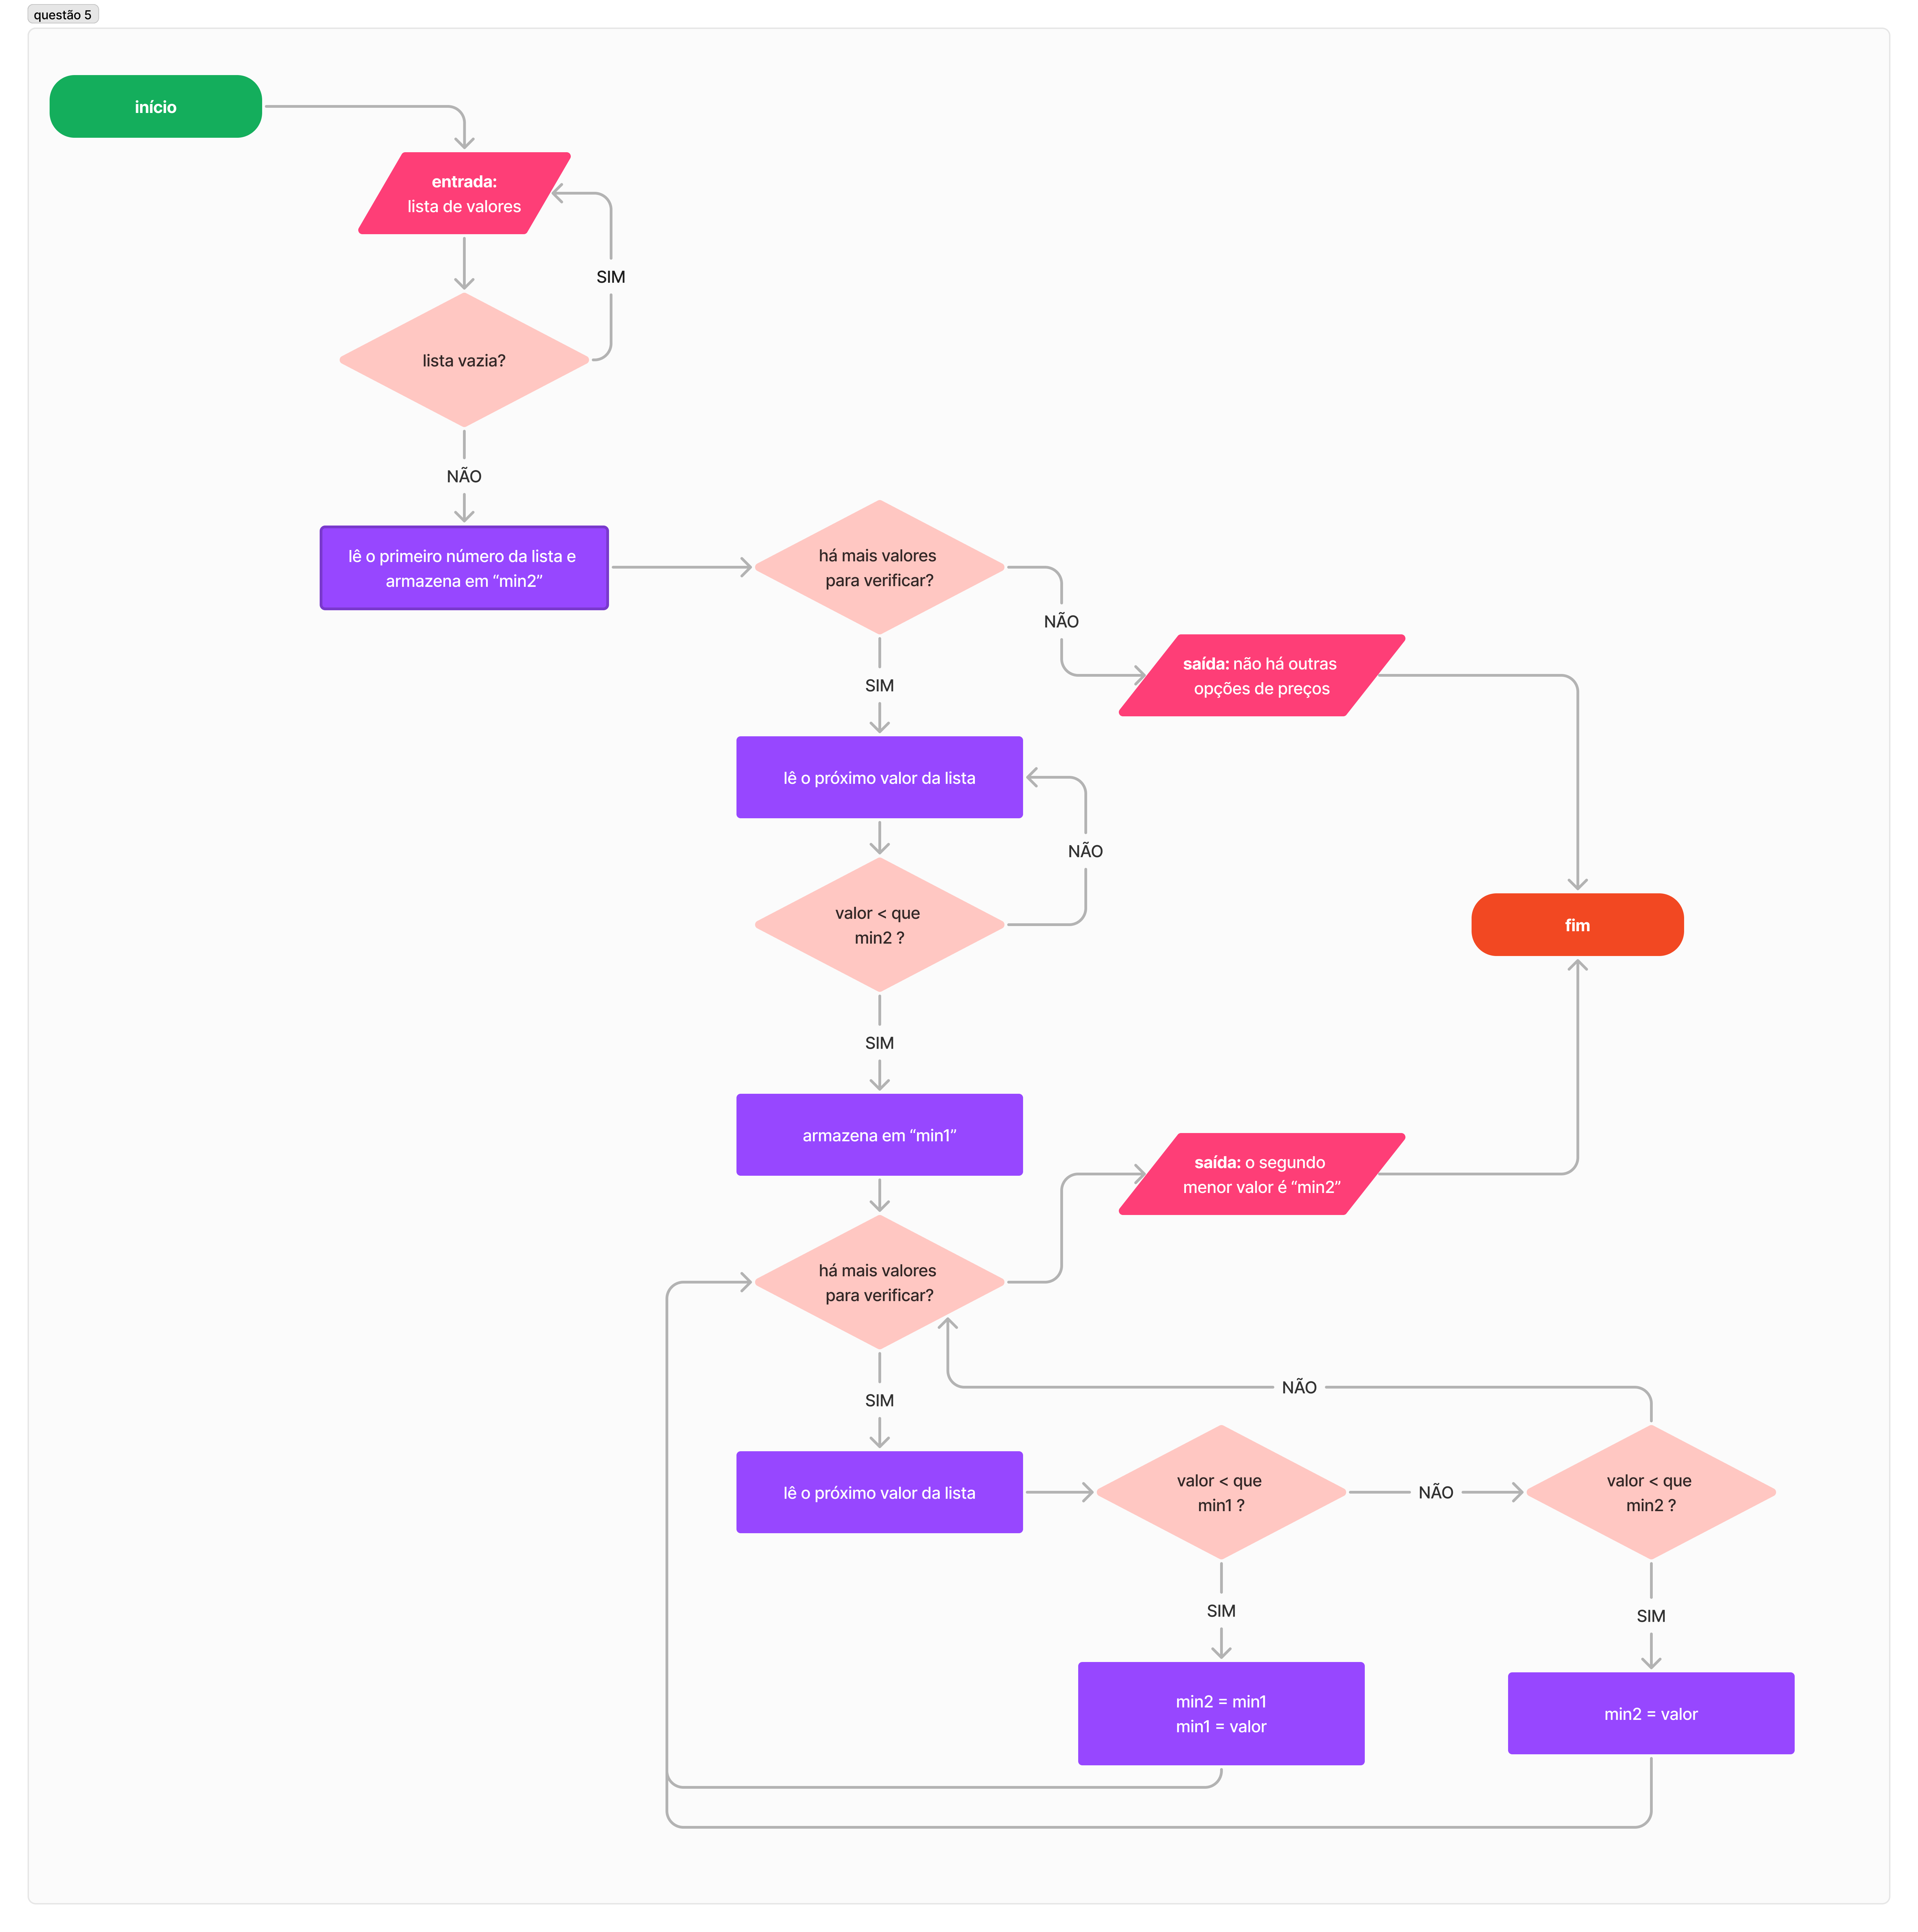 questão 5
início
entrada:
lista de valores
SIM
lista vazia?
NÃO
lê o primeiro número da lista e
armazena em “min2”
há mais valores
para verificar?
NÃO
saída: não há outras
opções de preços
SIM
lê o próximo valor da lista
NÃO
valor < que
min2 ?
fim
SIM
armazena em “min1”
saída: o segundo
menor valor é “min2”
há mais valores
para verificar?
NÃO
SIM
lê o próximo valor da lista
valor < que
min1 ?
NÃO
valor < que
min2 ?
SIM
SIM
min2 = min1
min1 = valor
min2 = valor